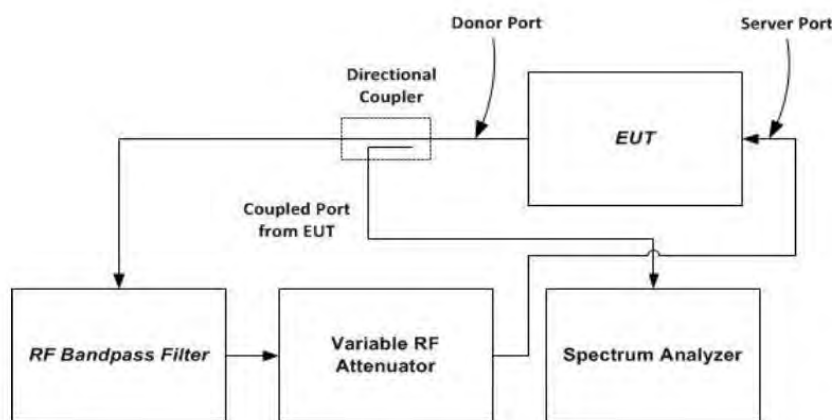 Donor Port
Server Port
Directional
Coupler
EUT
Coupled Port
from EUT
RF Bandpass Filter
Variable RF
Attenuator
Spectrum Analyzer